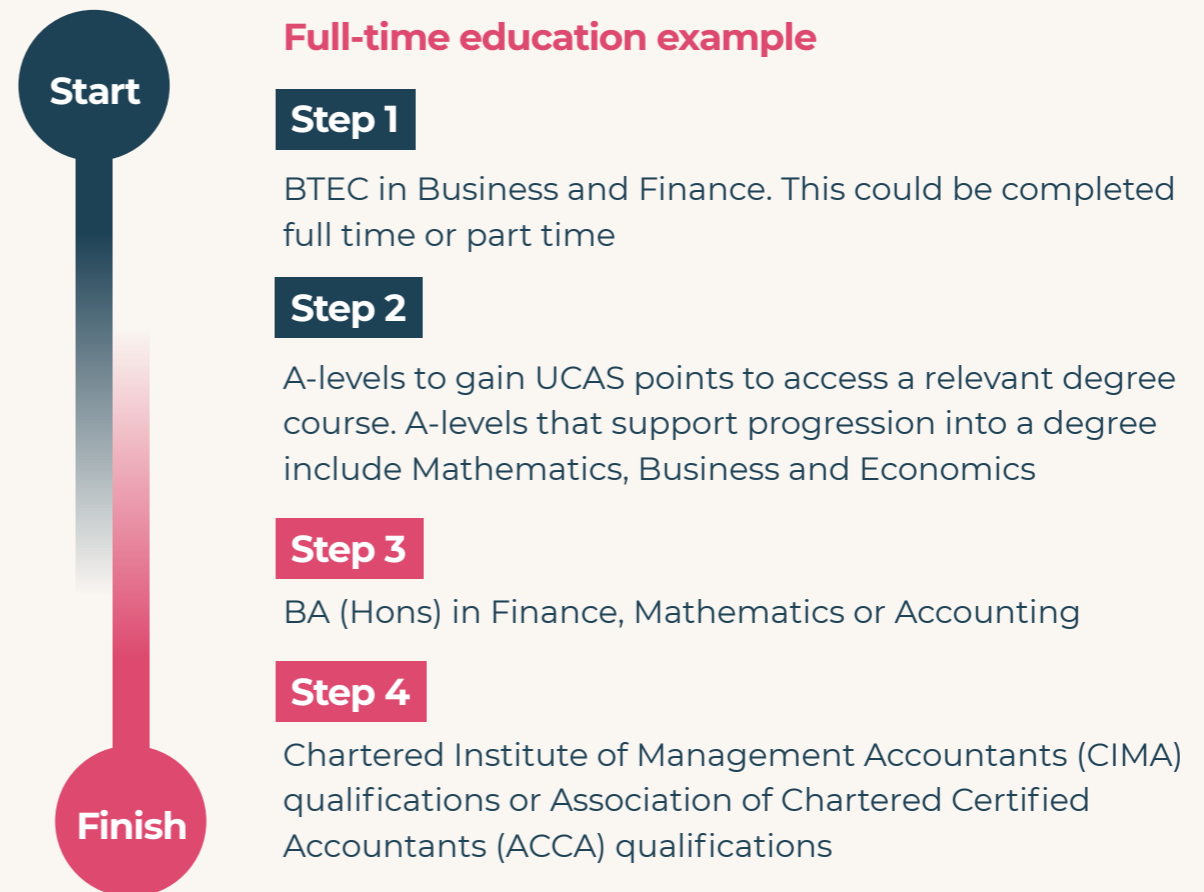 Start
Full-time education example
Step 1
BTEC in Business and Finance. This could be completed
full time or part time
Step 2
A-levels to gain UCAS points to access a relevant degree
course. A-levels that support progression into a degree
include Mathematics, Business and Economics
Step 3
BA (Hons) in Finance, Mathematics or Accounting
Step 4
Chartered Institute of Management Accountants (CIMA)
qualifications or Association of Chartered Certified
Accountants (ACCA) qualifications
Finish